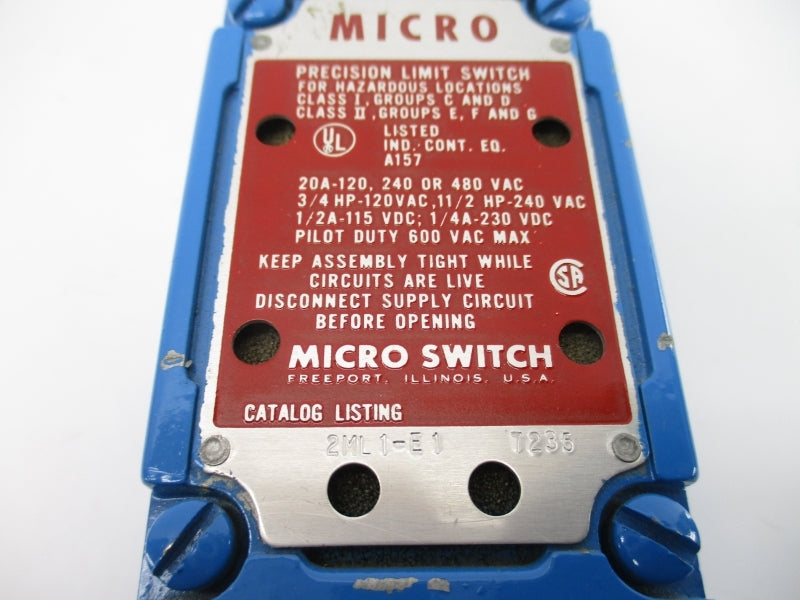 MICRO
PRECISION LIMIT SWITCH
FOR HAZARDOUS LOCATIONS
CLASS I, GROUPS C AND D
CLASS II, GROUPS E, F AND G
UL LISTED
IND. CONT. EQ.
A157
20A-120, 240 OR 480 VAC
3/4 HP-120VAC, 11/2 HP-240 VAC
1/2A-115 VDC; 1/4A-230 VDC
PILOT DUTY 600 VAC MAX
KEEP ASSEMBLY TIGHT WHILE
CIRCUITS ARE LIVE
SA
DISCONNECT SUPPLY CIRCUIT
BEFORE OPENING
MICRO SWITCH
FREEPORT, ILLINOIS, U.S.A.
CATALOG LISTING
2ML1-E1 T235